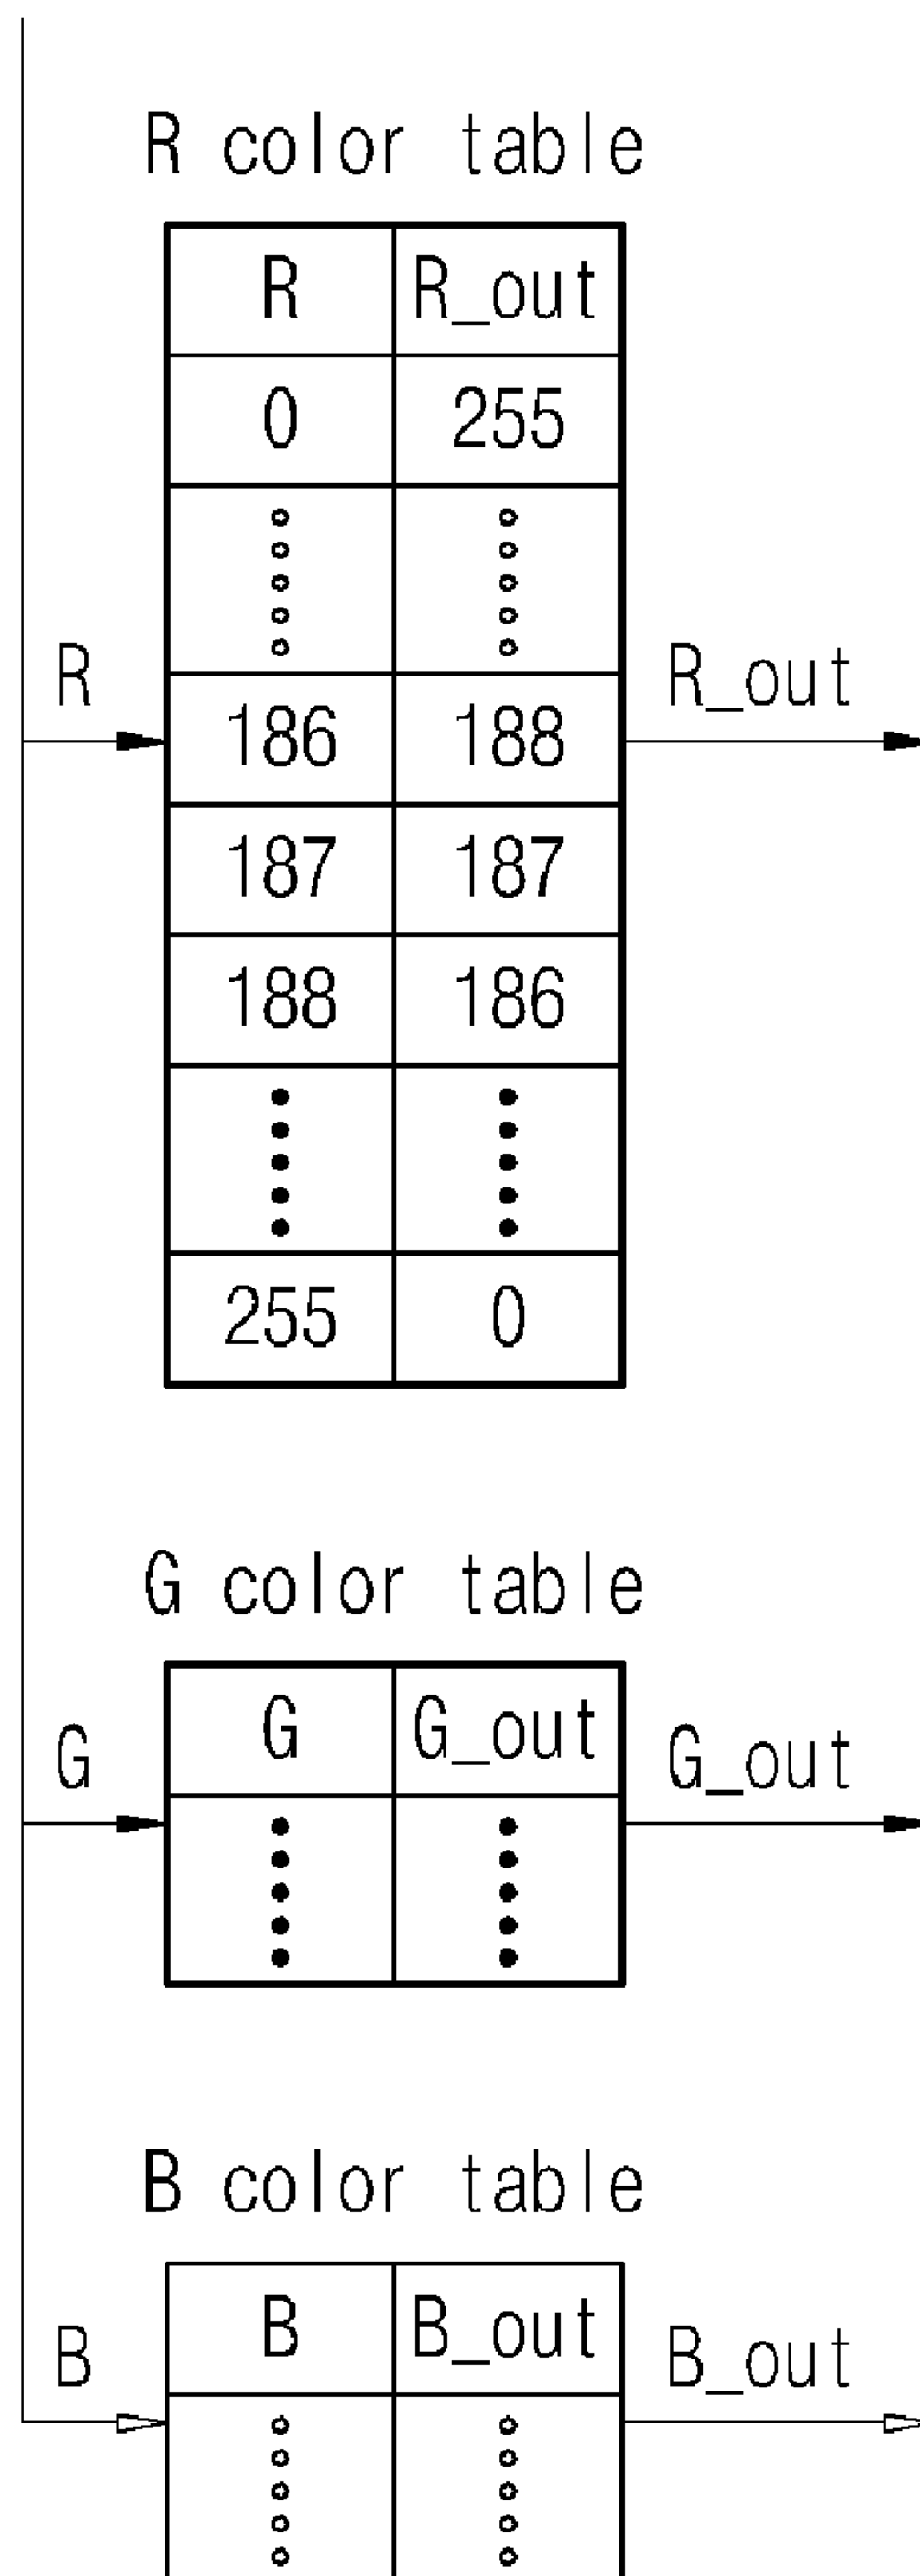 R color table
R R_out
0 255
R R_out
186 188
187 187
188 186
255 0
G color table
G G_out
G G_out
B color table
B B_out
B B_out